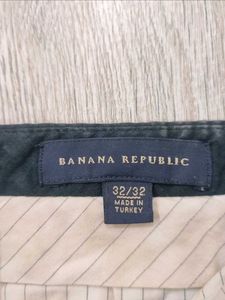 BANANA REPUBLIC
32/32
MADE IN
TURKEY